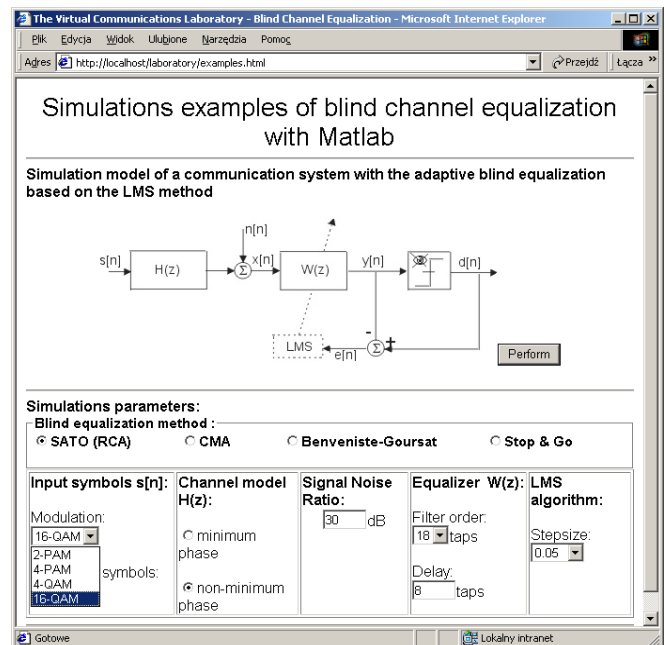 The Virtual Communications Laboratory - Blind Channel Equalization - Microsoft Internet Explorer
Plik Edycja Widok Ulubione Narzędzia Pomoc
Adres http://localhost/laboratory/examples.html Przejdź Łącza »
Simulations examples of blind channel equalization
with Matlab
Simulation model of a communication system with the adaptive blind equalization
based on the LMS method
n[n]
s[n] H(z) Σ x[n] W(z) y[n] d[n]
- +
LMS e[n] Σ
Perform
Simulations parameters:
Blind equalization method :
SATO (RCA) CMA Benveniste-Goursat Stop & Go
Input symbols s[n]:
Modulation:
16-QAM
2-PAM
4-PAM
4-QAM
16-QAM
symbols:
Channel model
H(z):
minimum
phase
non-minimum
phase
Signal Noise
Ratio:
30 dB
Equalizer W(z):
Filter order:
18 taps
Delay:
8 taps
LMS
algorithm:
Stepsize:
0.05
Gotowe Lokalny intranet